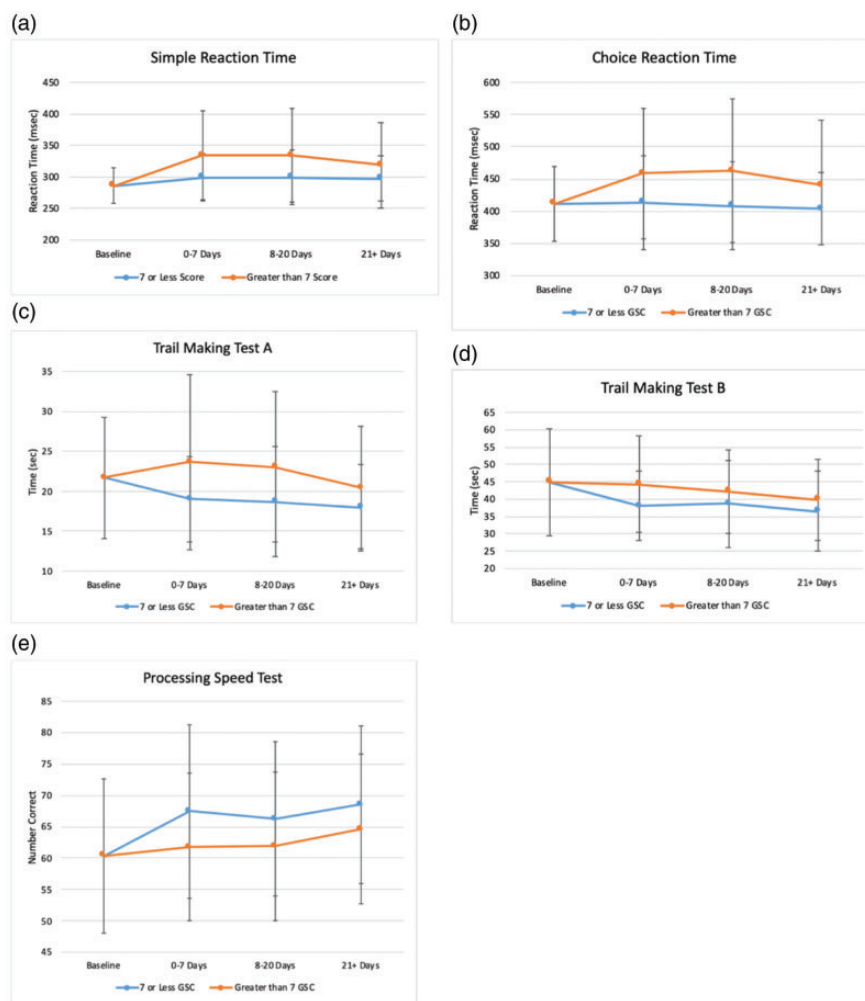 (a)
Simple Reaction Time
Reaction Time (msec)
450
400
350
300
250
200
Baseline 0-7 Days 8-20 Days 21+ Days
7 or Less Score Greater than 7 Score
(b)
Choice Reaction Time
Reaction Time (msec)
600
550
500
450
400
350
300
Baseline 0-7 Days 8-20 Days 21+ Days
7 or Less GSC Greater than 7 GSC
(c)
Trail Making Test A
Time (sec)
35
30
25
20
15
10
Baseline 0-7 Days 8-20 Days 21+ Days
7 or Less GSC Greater than 7 GSC
(d)
Trail Making Test B
Time (sec)
65
60
55
50
45
40
35
30
25
20
Baseline 0-7 Days 8-20 Days 21+ Days
7 or Less GSC Greater than 7 GSC
(e)
Processing Speed Test
Number Correct
85
80
75
70
65
60
55
50
45
Baseline 0-7 Days 8-20 Days 21+ Days
7 or Less GSC Greater than 7 GSC